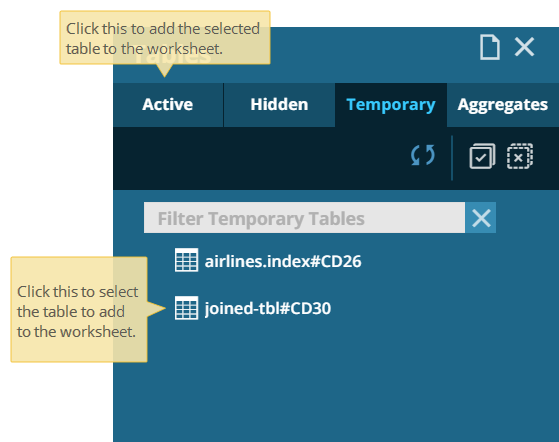 Click this to add the selected
table to the worksheet.
Tables
Active
Hidden
Temporary
Aggregates
Filter Temporary Tables
airlines.index#CD26
Click this to select
the table to add
to the worksheet.
joined-tbl#CD30